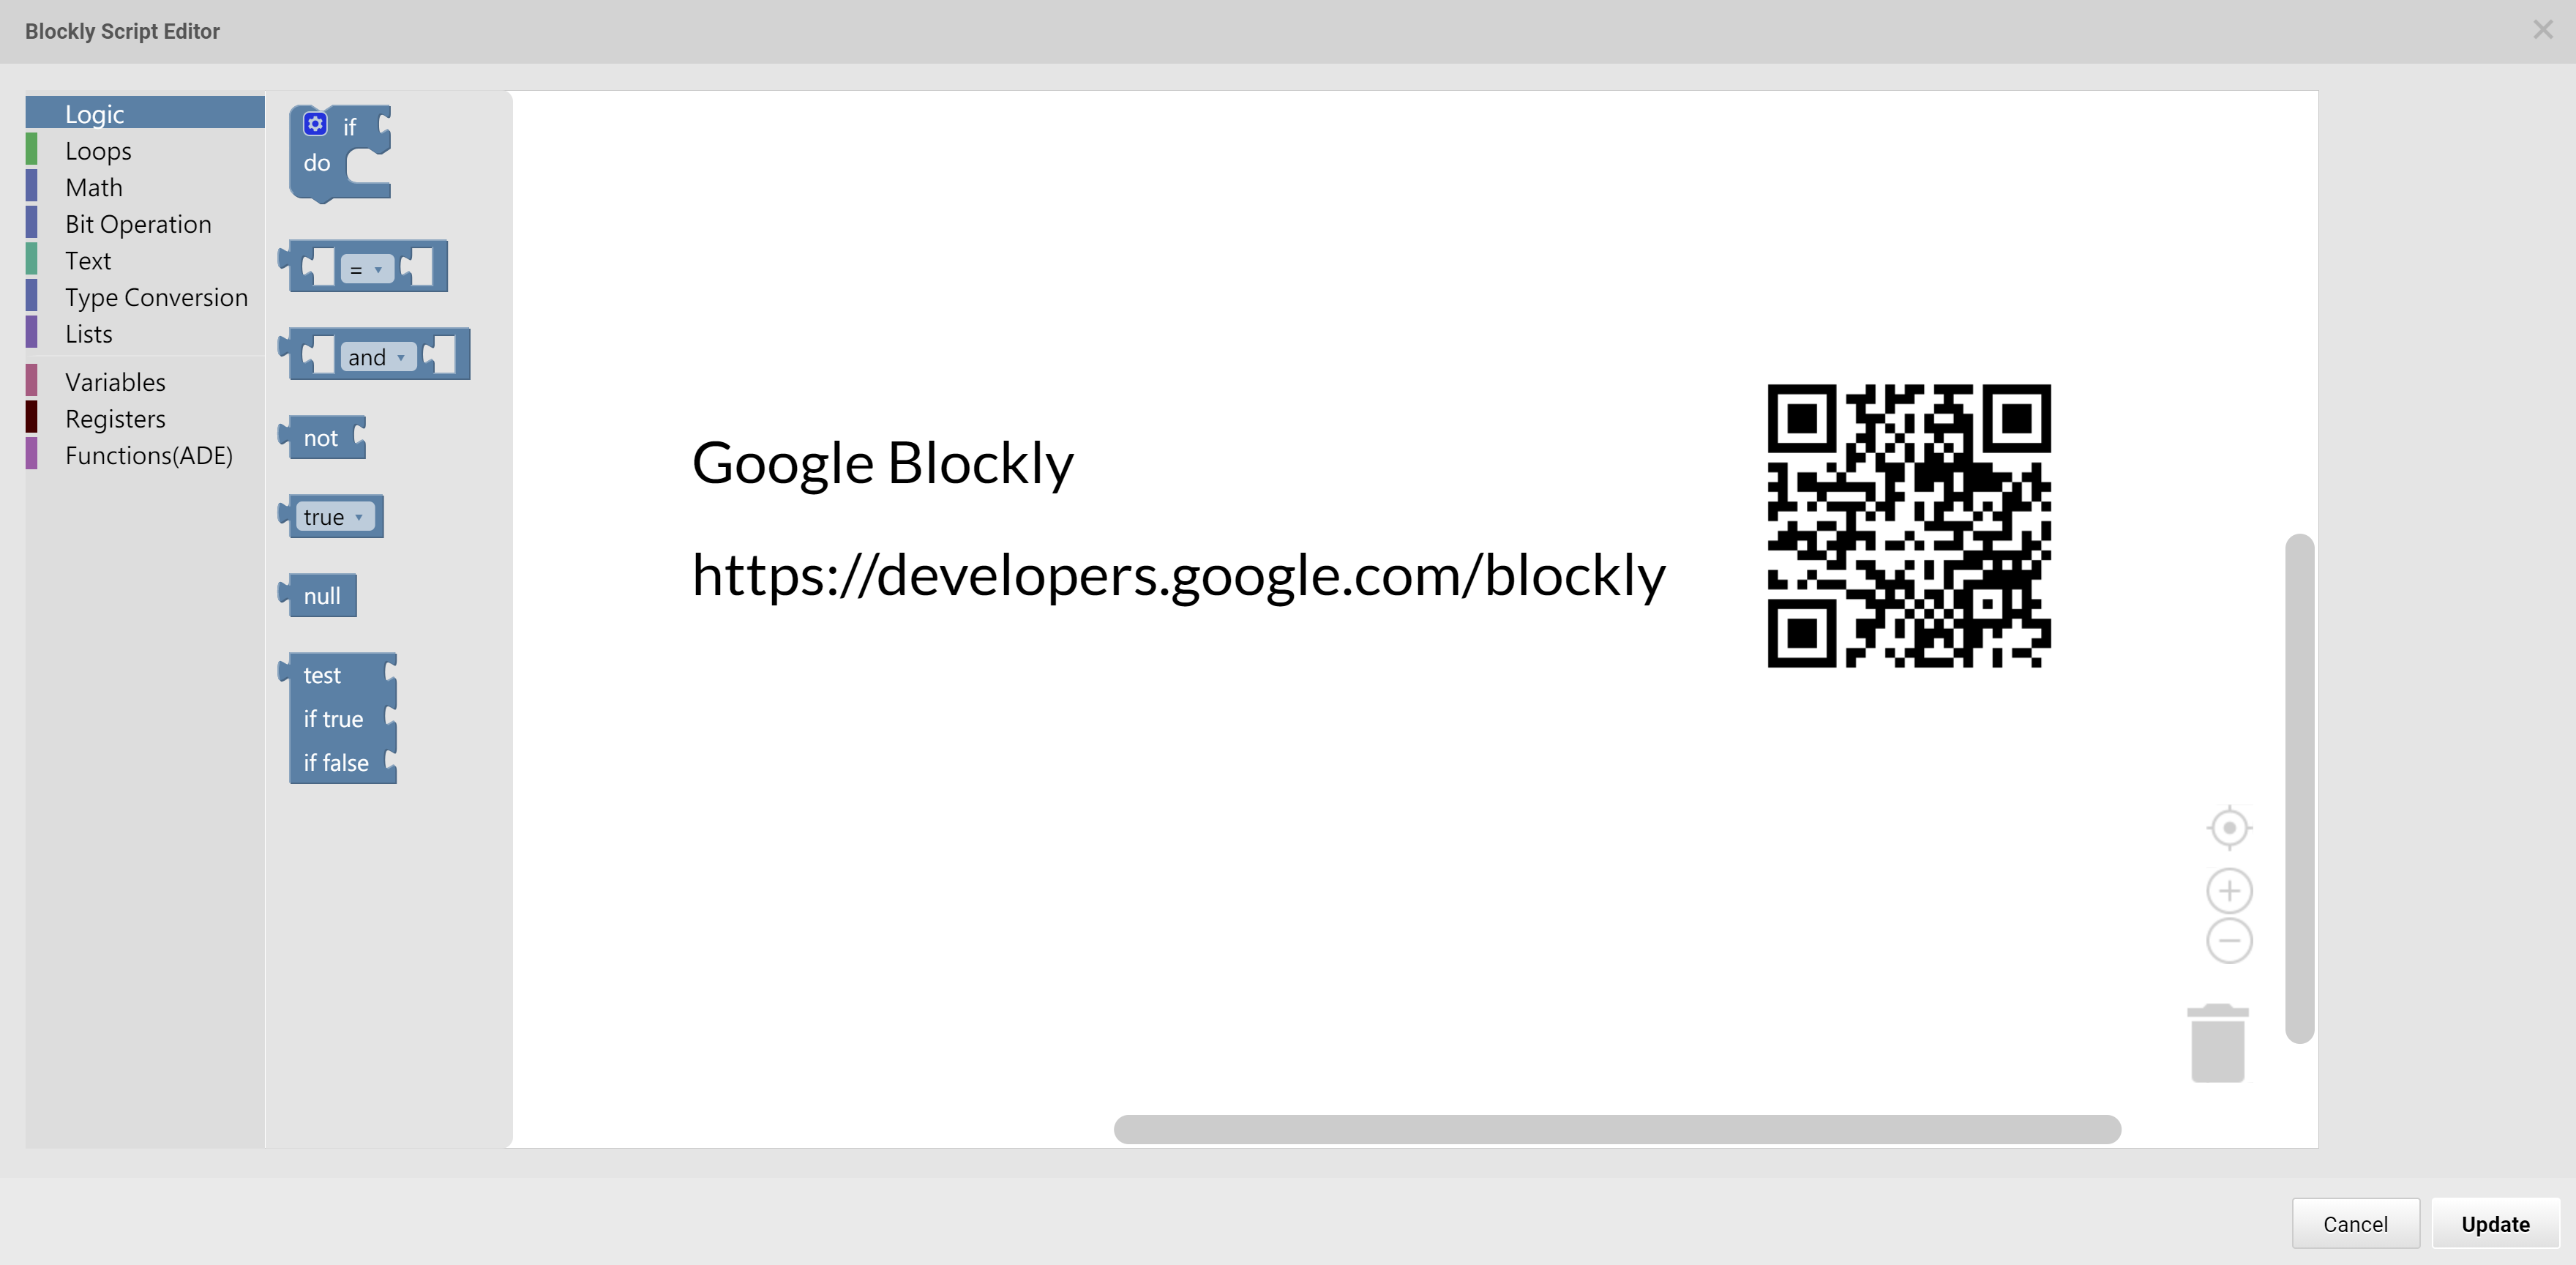 Blockly Script Editor
Logic
Loops
Math
Bit Operation
Text
Type Conversion
Lists
Variables
Registers
Functions(ADE)
if
do
=
and
not
true
null
test
if true
if false
Google Blockly
https://developers.google.com/blockly
Cancel
Update